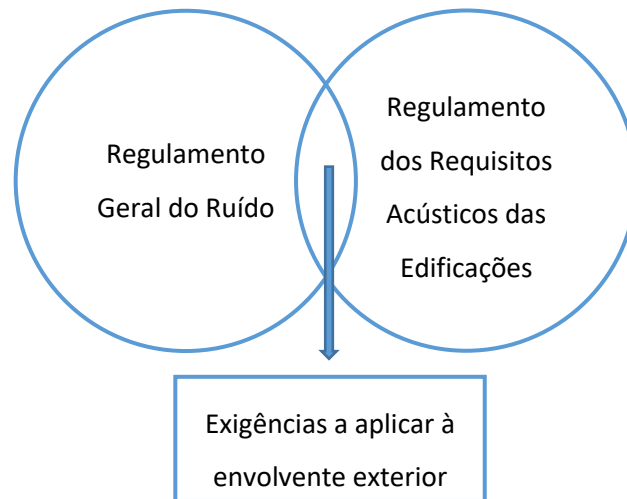 Regulamento
Geral do Ruído
Regulamento
dos Requisitos
Acústicos das
Edificações
Exigências a aplicar à
envolvente exterior